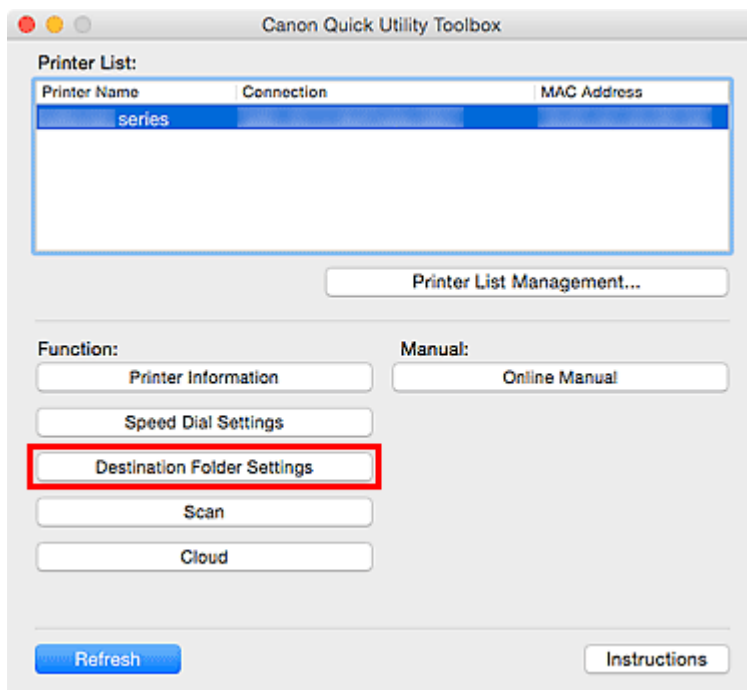 Canon Quick Utility Toolbox
Printer List:
Printer Name Connection MAC Address
series
Printer List Management...
Function: Manual:
Printer Information Online Manual
Speed Dial Settings
Destination Folder Settings
Scan
Cloud
Refresh Instructions